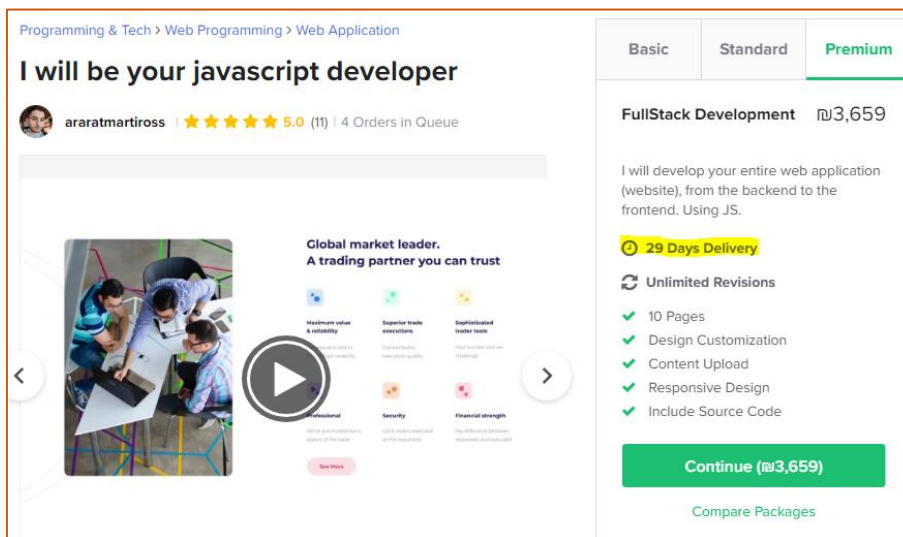 Programming & Tech > Web Programming > Web Application
I will be your javascript developer
araratmartiross | 5.0 (11) | 4 Orders in Queue
Global market leader.
A trading partner you can trust
Maximum value
& reliability
Superior trade
executions
Sophisticated
trader tools
Professional
Security
Financial strength
See More
Basic
Standard
Premium
FullStack Development ₪3,659
I will develop your entire web application
(website), from the backend to the
frontend. Using JS.
29 Days Delivery
Unlimited Revisions
10 Pages
Design Customization
Content Upload
Responsive Design
Include Source Code
Continue (₪3,659)
Compare Packages